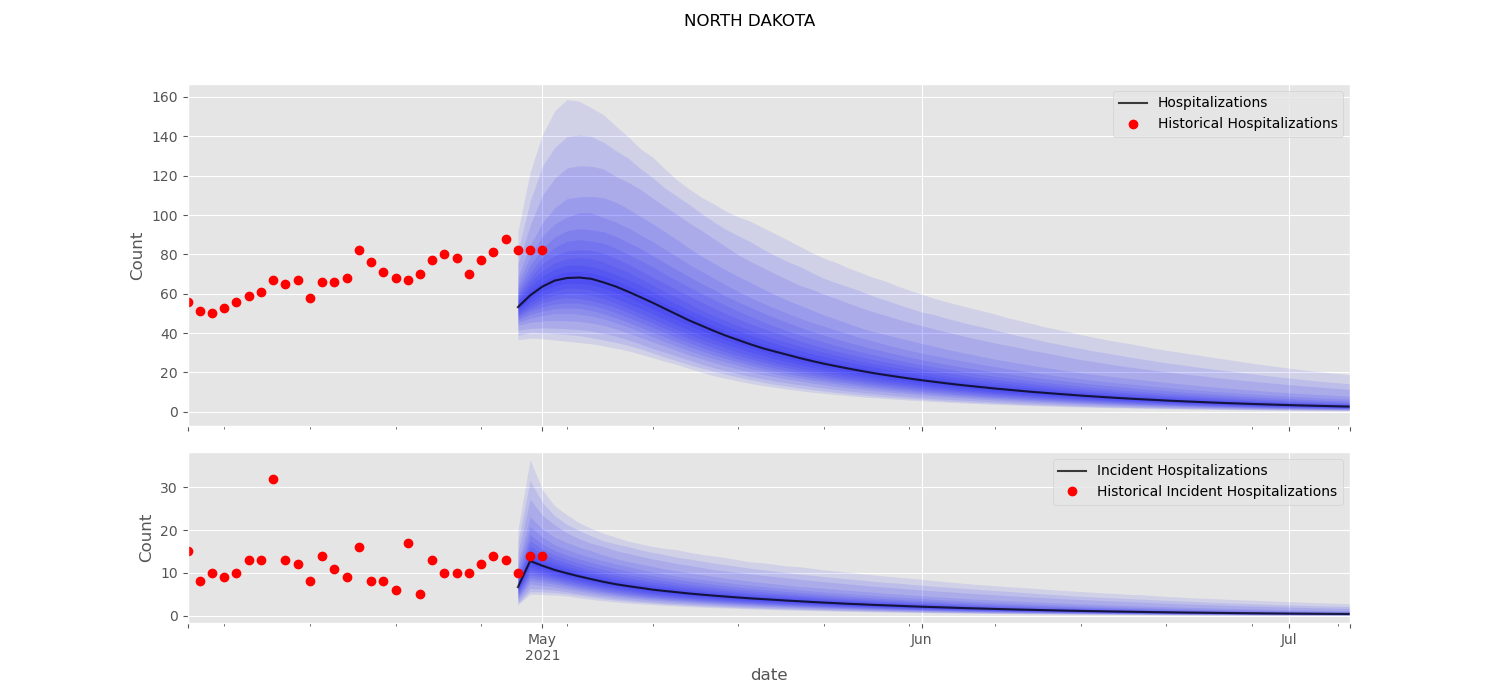 NORTH DAKOTA
160
140
120
100
80
60
40
20
0
Count
Hospitalizations
Historical Hospitalizations
30
20
10
0
Count
Incident Hospitalizations
Historical Incident Hospitalizations
May
2021
Jun
Jul
date